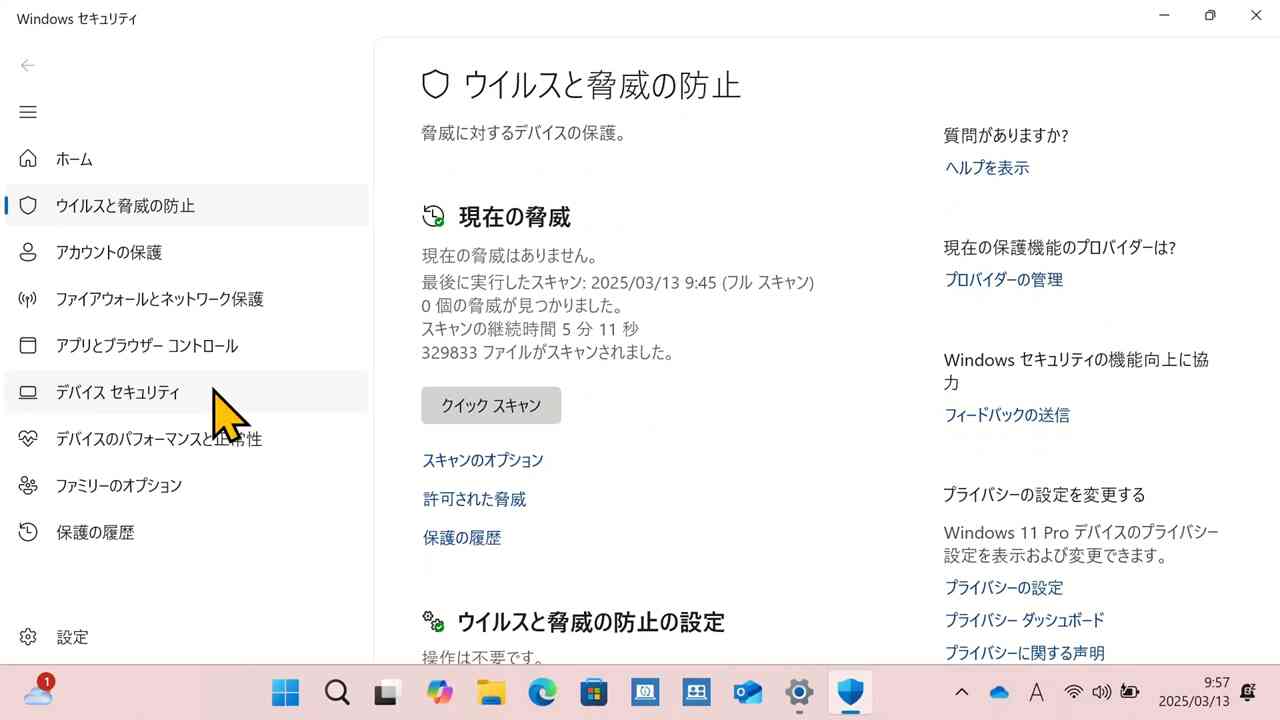 Windows セキュリティ
ホーム
ウイルスと脅威の防止
アカウントの保護
ファイアウォールとネットワーク保護
アプリとブラウザー コントロール
デバイス セキュリティ
デバイスのパフォーマンスと正常性
ファミリーのオプション
保護の履歴
設定
ウイルスと脅威の防止
脅威に対するデバイスの保護。
現在の脅威
現在の脅威はありません。
最後に実行したスキャン: 2025/03/13 9:45 (フル スキャン)
0 個の脅威が見つかりました。
スキャンの継続時間 5 分 11 秒
329833 ファイルがスキャンされました。
クイック スキャン
スキャンのオプション
許可された脅威
保護の履歴
ウイルスと脅威の防止の設定
操作は不要です。
質問がありますか?
ヘルプを表示
現在の保護機能のプロバイダーは?
プロバイダーの管理
Windows セキュリティの機能向上に協
力
フィードバックの送信
プライバシーの設定を変更する
Windows 11 Pro デバイスのプライバシー
設定を表示および変更できます。
プライバシーの設定
プライバシー ダッシュボード
プライバシーに関する声明
1
A
9:57
2025/03/13